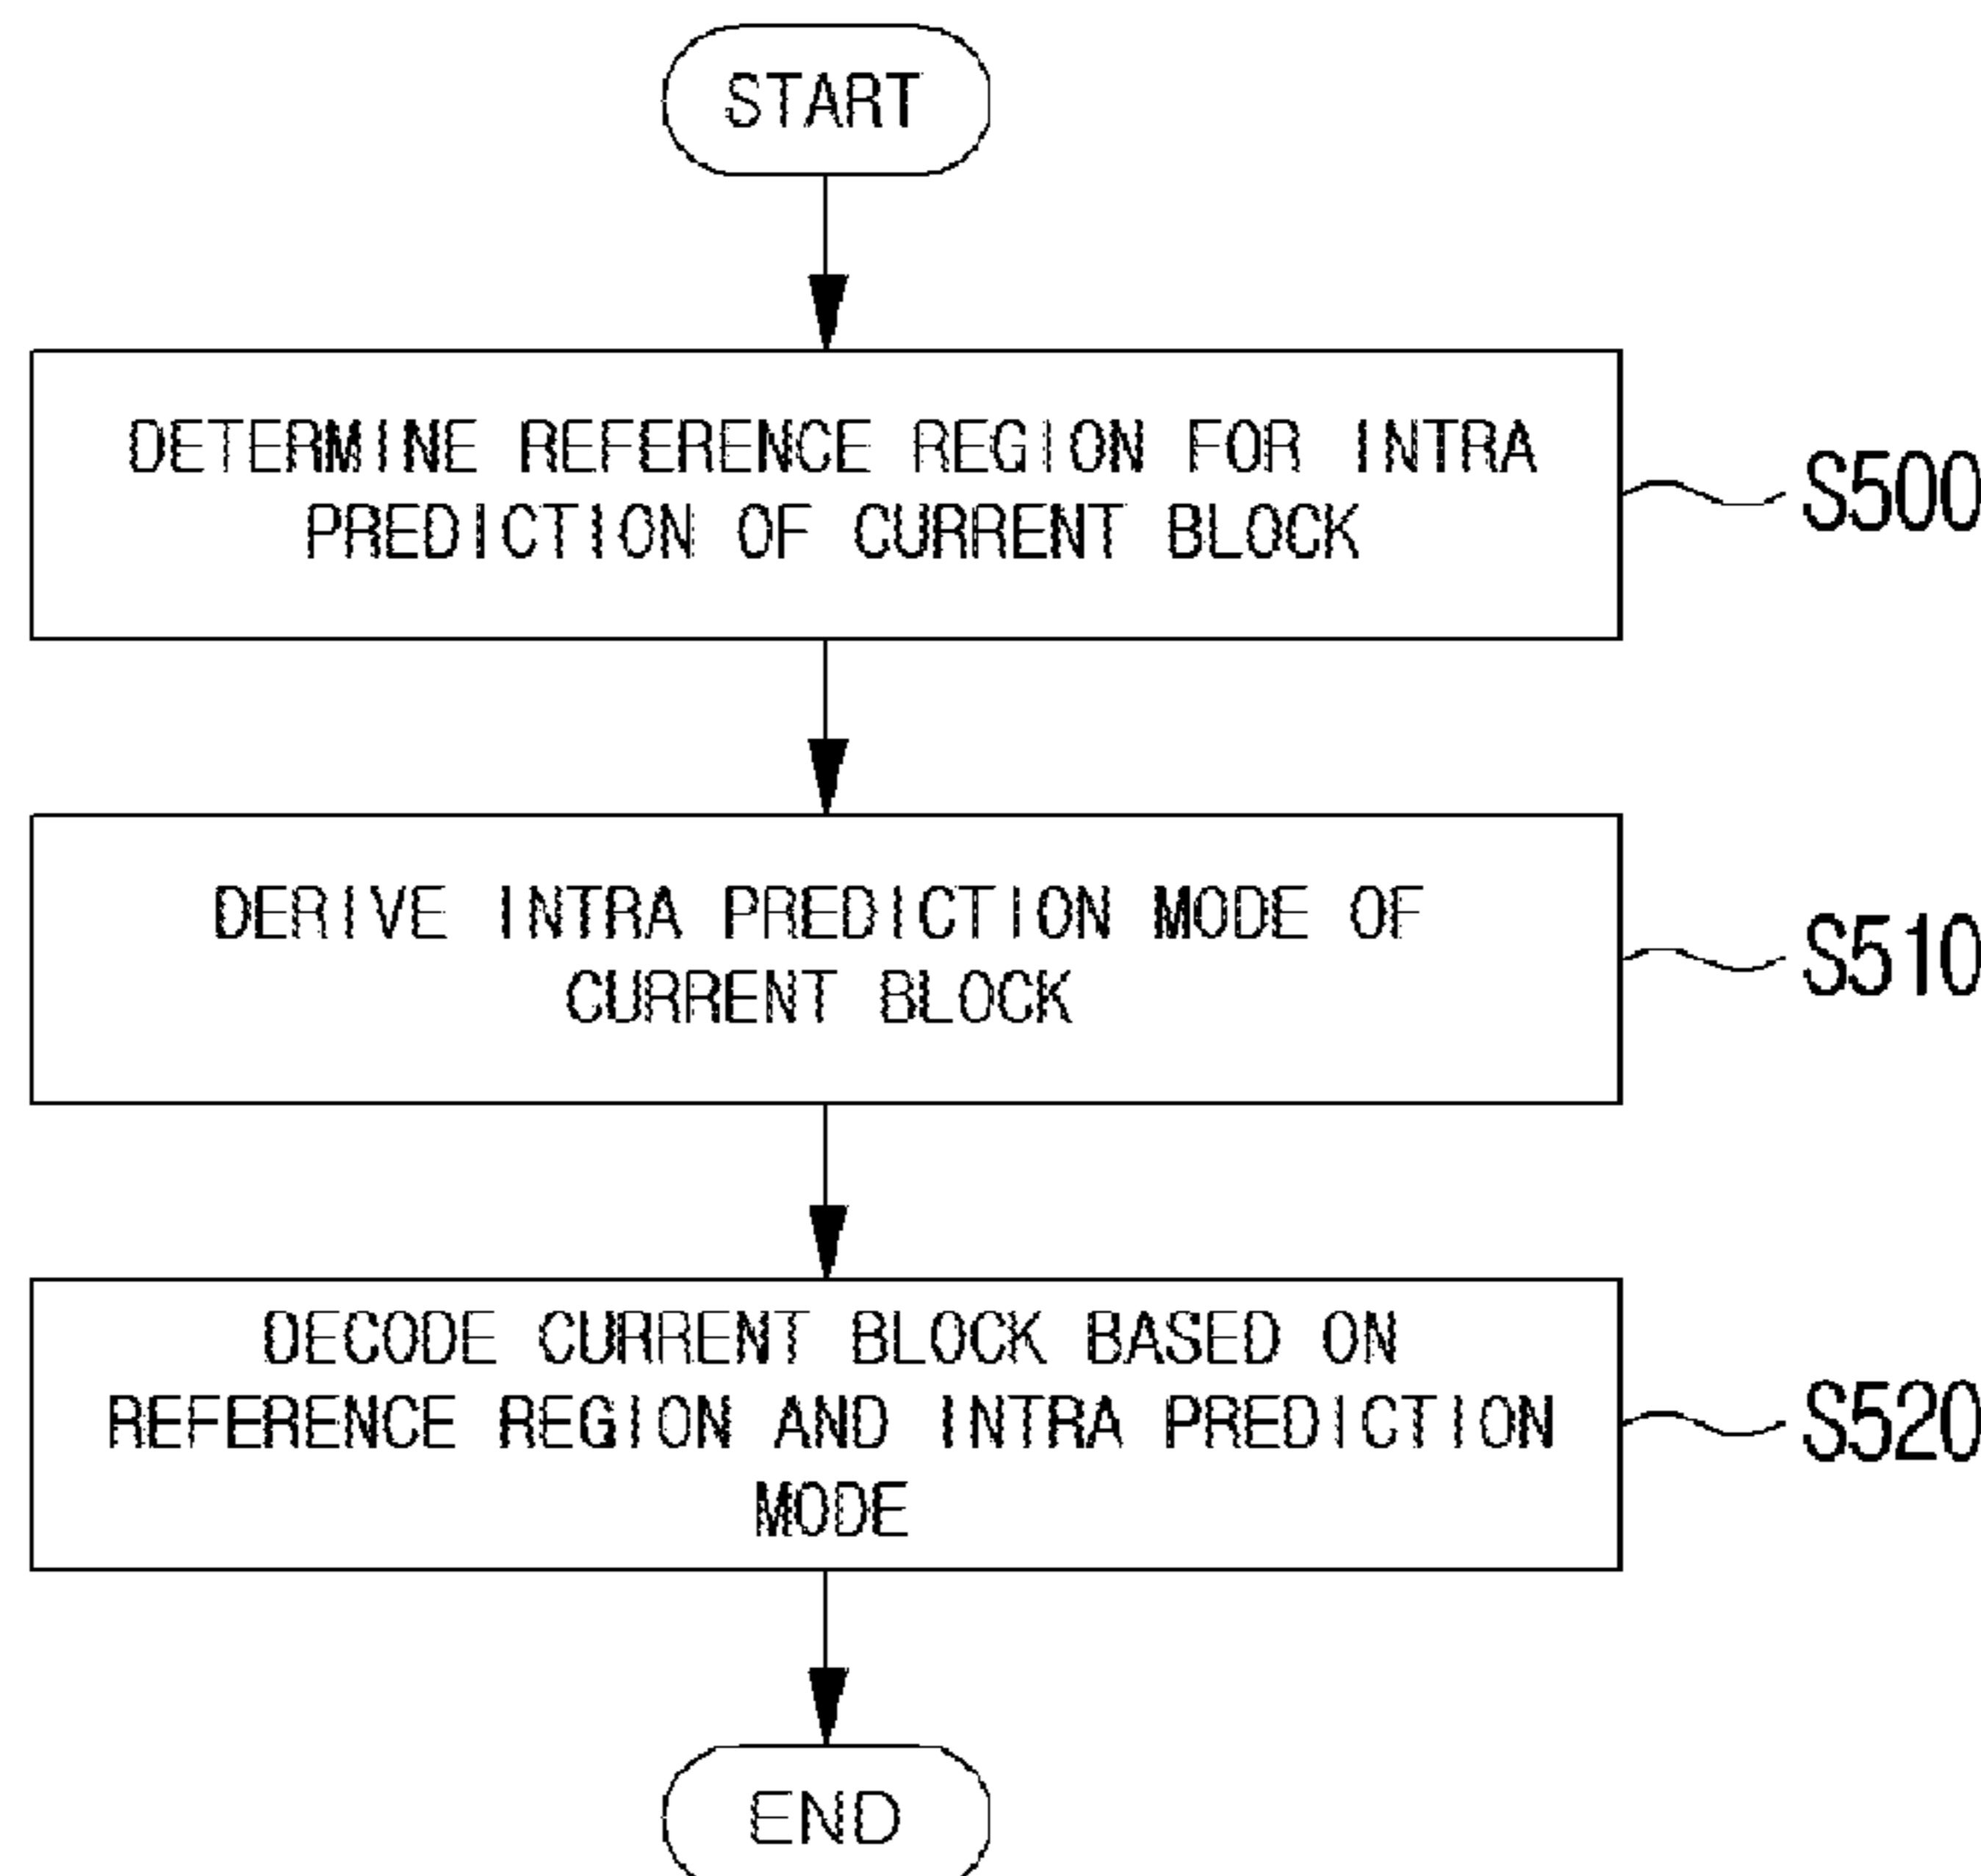 START
DETERMINE REFERENCE REGION FOR INTRA
PREDICTION OF CURRENT BLOCK
S500
DERIVE INTRA PREDICTION MODE OF
CURRENT BLOCK
S510
DECODE CURRENT BLOCK BASED ON
REFERENCE REGION AND INTRA PREDICTION
MODE
S520
END